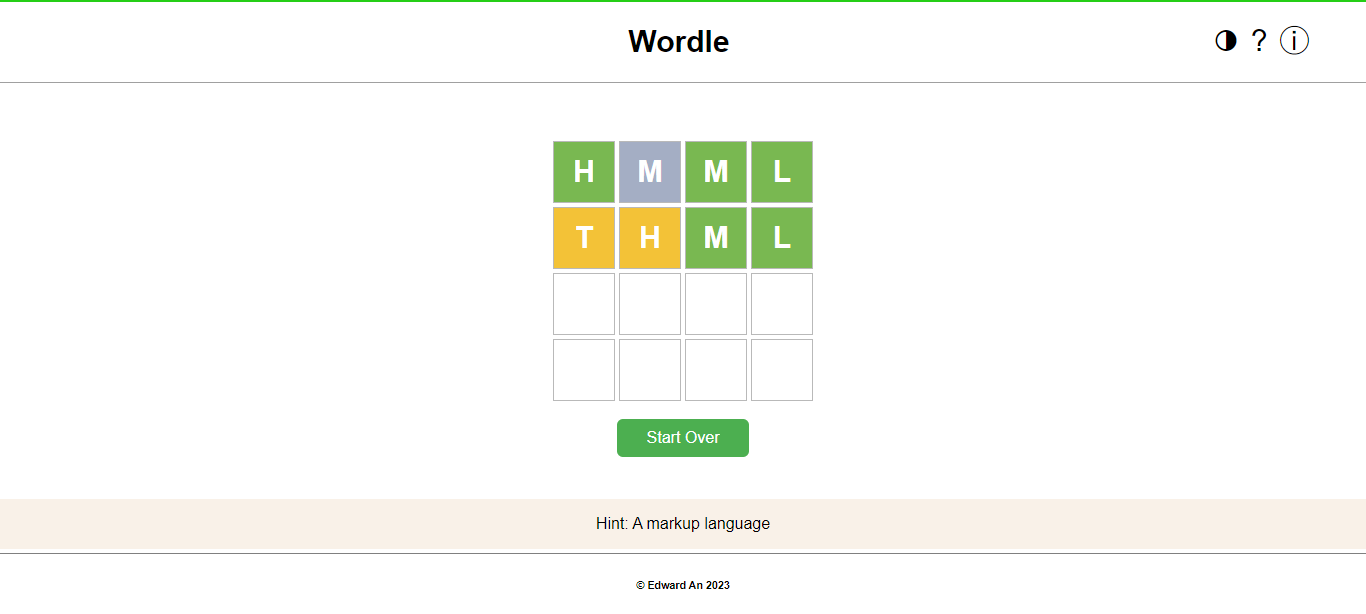 Wordle ◑ ? ⓘ
H M M L
T H M L
Start Over
Hint: A markup language
© Edward An 2023